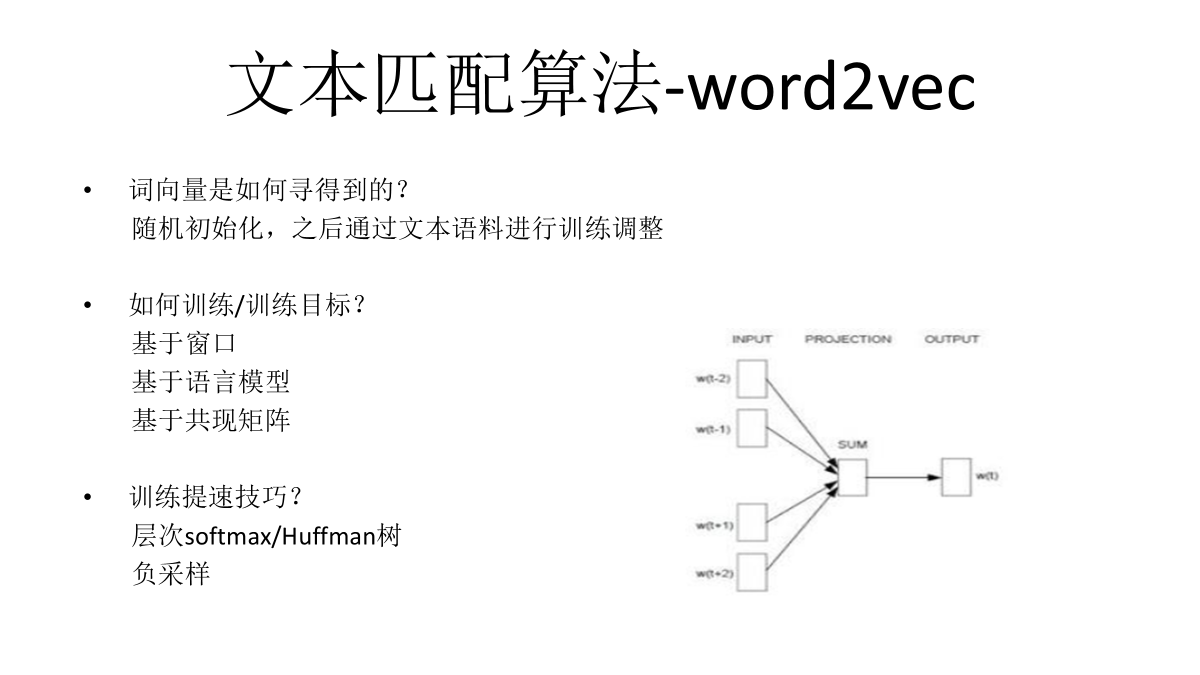 文本匹配算法-word2vec
• 词向量是如何寻得到的?
随机初始化，之后通过文本语料进行训练调整
• 如何训练/训练目标?
基于窗口
基于语言模型
基于共现矩阵
• 训练提速技巧?
层次softmax/Huffman树
负采样
INPUT PROJECTION OUTPUT
w(t-2)
w(t-1)
SUM
w(t)
w(t+1)
w(t+2)